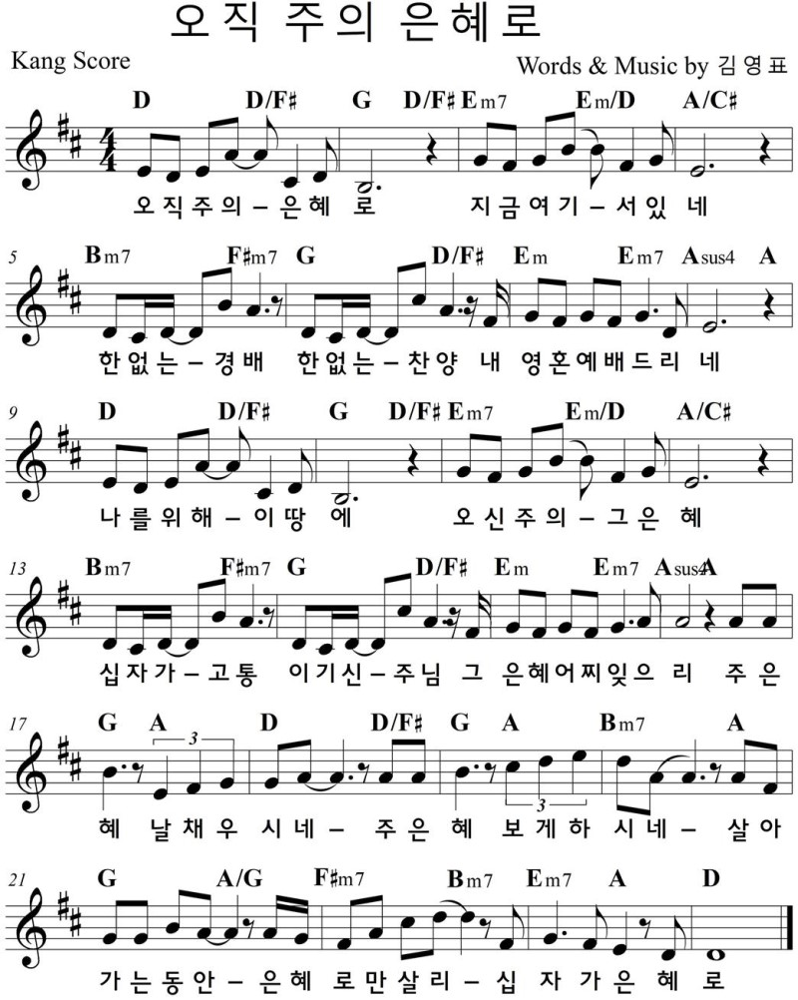 오직 주의 은혜로
Kang Score
Words & Music by 김영표
D D/F♯ G D/F♯ Em7 Em/D A/C♯
4
4
오직주의–은혜 로 지금여기–서있 네
5 Bm7 F♯m7 G D/F♯ Em Em7 Asus4 A
한없는–경배 한없는–찬양 내 영혼예배드리 네
9 D D/F♯ G D/F♯ Em7 Em/D A/C♯
나를위해–이땅 에 오신주의–그은 혜
13 Bm7 F♯m7 G D/F♯ Em Em7 Asus4 A
십자가–고통 이기신–주님 그 은혜어찌잊으 리 주은
17 G A D D/F♯ G A Bm7 A
3 3
혜 날채우 시네– 주은 혜 보게하 시네– 살아
21 G A/G F♯m7 Bm7 Em7 A D
가는동안–은혜 로만살리–십 자가은혜 로